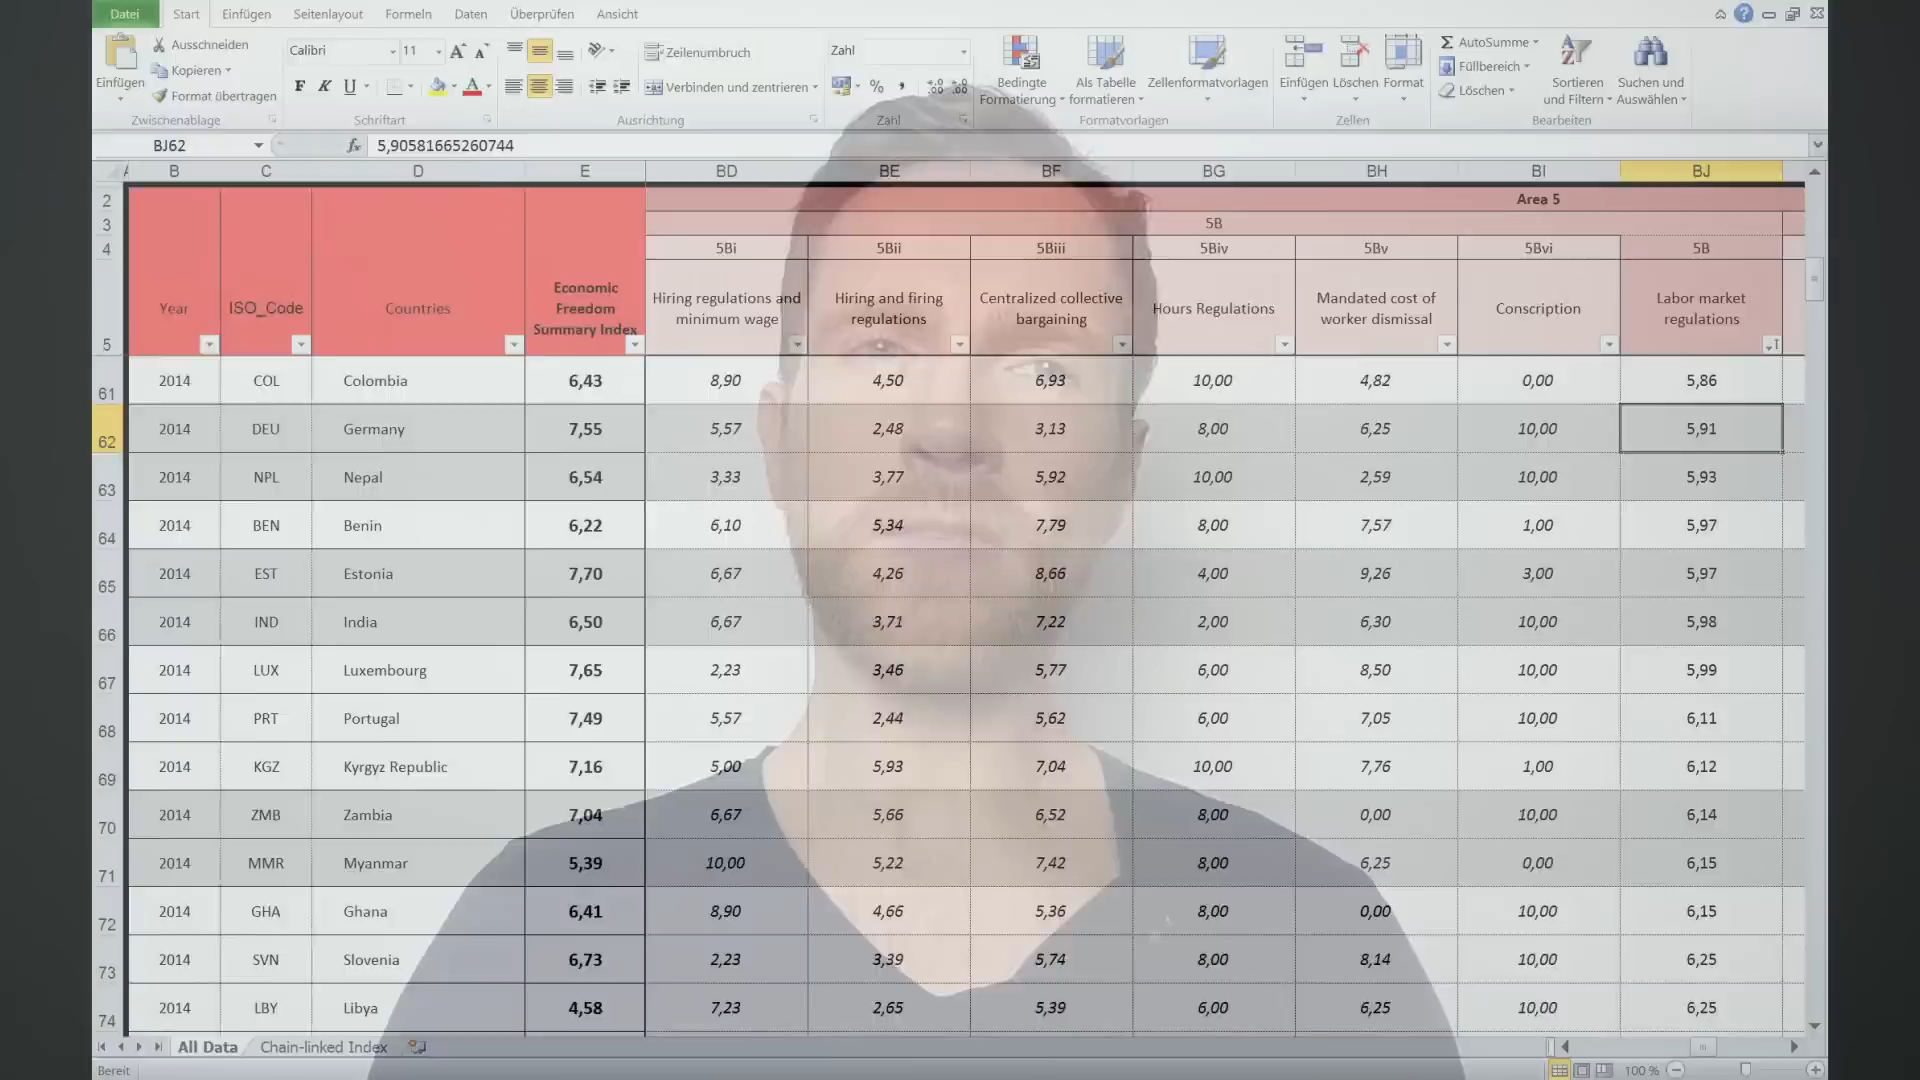 Datei Start Einfügen Seitenlayout Formeln Daten Überprüfen Ansicht
Einfügen Ausschneiden Kopieren Format übertragen
Calibri 11
F K U
Zeilenumbruch
Verbinden und zentrieren
Zahl
%
Bedingte Formatierung
Als Tabelle formatieren
Zellenformatvorlagen
Einfügen Löschen Format
AutoSumme
Füllbereich
Löschen
Sortieren und Filtern
Suchen und Auswählen
Zwischenablage Schriftart Ausrichtung Zahl Formatvorlagen Zellen Bearbeiten
BJ62 fx 5,90581665260744
B C D E BD BE BF BG BH BI BJ
2 Area 5
3 5B
4 5Bi 5Bii 5Biii 5Biv 5Bv 5Bvi 5B
5 Year ISO_Code Countries Economic Freedom Summary Index Hiring regulations and minimum wage Hiring and firing regulations Centralized collective bargaining Hours Regulations Mandated cost of worker dismissal Conscription Labor market regulations
61 2014 COL Colombia 6,43 8,90 4,50 6,93 10,00 4,82 0,00 5,86
62 2014 DEU Germany 7,55 5,57 2,48 3,13 8,00 6,25 10,00 5,91
63 2014 NPL Nepal 6,54 3,33 3,77 5,92 10,00 2,59 10,00 5,93
64 2014 BEN Benin 6,22 6,10 5,34 7,79 8,00 7,57 1,00 5,97
65 2014 EST Estonia 7,70 6,67 4,26 8,66 4,00 9,26 3,00 5,97
66 2014 IND India 6,50 6,67 3,71 7,22 2,00 6,30 10,00 5,98
67 2014 LUX Luxembourg 7,65 2,23 3,46 5,77 6,00 8,50 10,00 5,99
68 2014 PRT Portugal 7,49 5,57 2,44 5,62 6,00 7,05 10,00 6,11
69 2014 KGZ Kyrgyz Republic 7,16 5,00 5,93 7,04 10,00 7,76 1,00 6,12
70 2014 ZMB Zambia 7,04 6,67 5,66 6,52 8,00 0,00 10,00 6,14
71 2014 MMR Myanmar 5,39 10,00 5,22 7,42 8,00 6,25 0,00 6,15
72 2014 GHA Ghana 6,41 8,90 4,66 5,36 8,00 0,00 10,00 6,15
73 2014 SVN Slovenia 6,73 2,23 3,39 5,74 8,00 8,14 10,00 6,25
74 2014 LBY Libya 4,58 7,23 2,65 5,39 6,00 6,25 10,00 6,25
All Data Chain-linked Index
Bereit 100 %